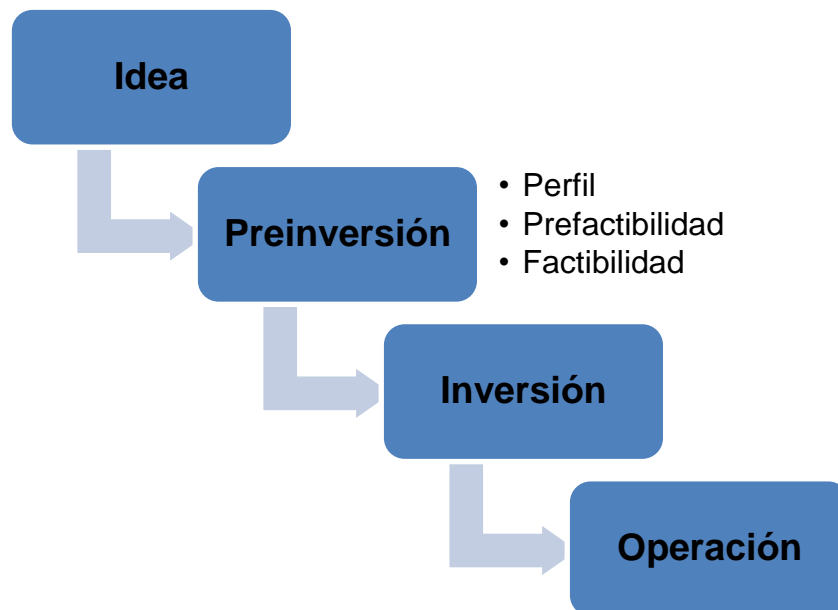 Idea
Preinversión
• Perfil
• Prefactibilidad
• Factibilidad
Inversión
Operación